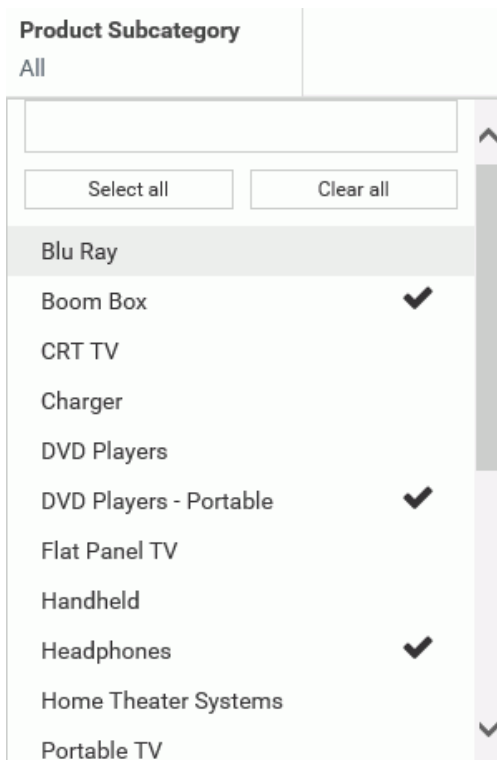 Product Subcategory
All
Select all Clear all
Blu Ray
Boom Box
CRT TV
Charger
DVD Players
DVD Players - Portable
Flat Panel TV
Handheld
Headphones
Home Theater Systems
Portable TV